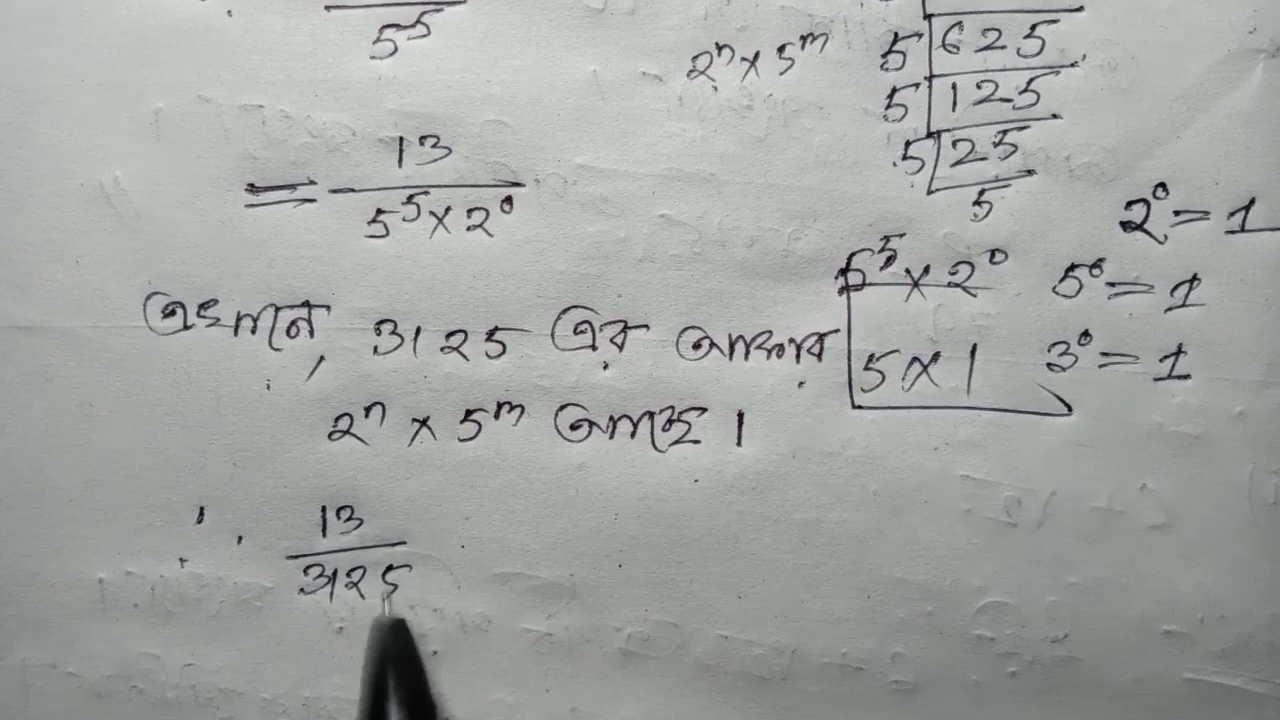 5⁵
2ⁿ × 5ᵐ
5 | 625
5 | 125
5 | 25
5
= 13 / 5⁵ × 2⁰
2⁰ = 1
5⁵ × 2⁰
5⁰ = 1
5 × 1
3⁰ = 1
এখানে, 3125 এর আকাৰ
2ⁿ × 5ᵐ আছে।
∴ 13 / 3125